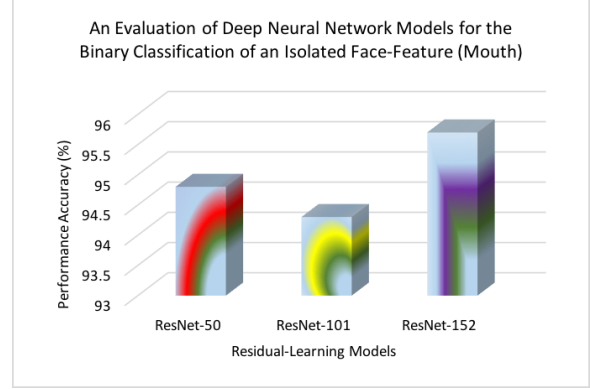 An Evaluation of Deep Neural Network Models for the
Binary Classification of an Isolated Face-Feature (Mouth)
Performance Accuracy (%)
96
95.5
95
94.5
94
93.5
93
ResNet-50 ResNet-101 ResNet-152
Residual-Learning Models